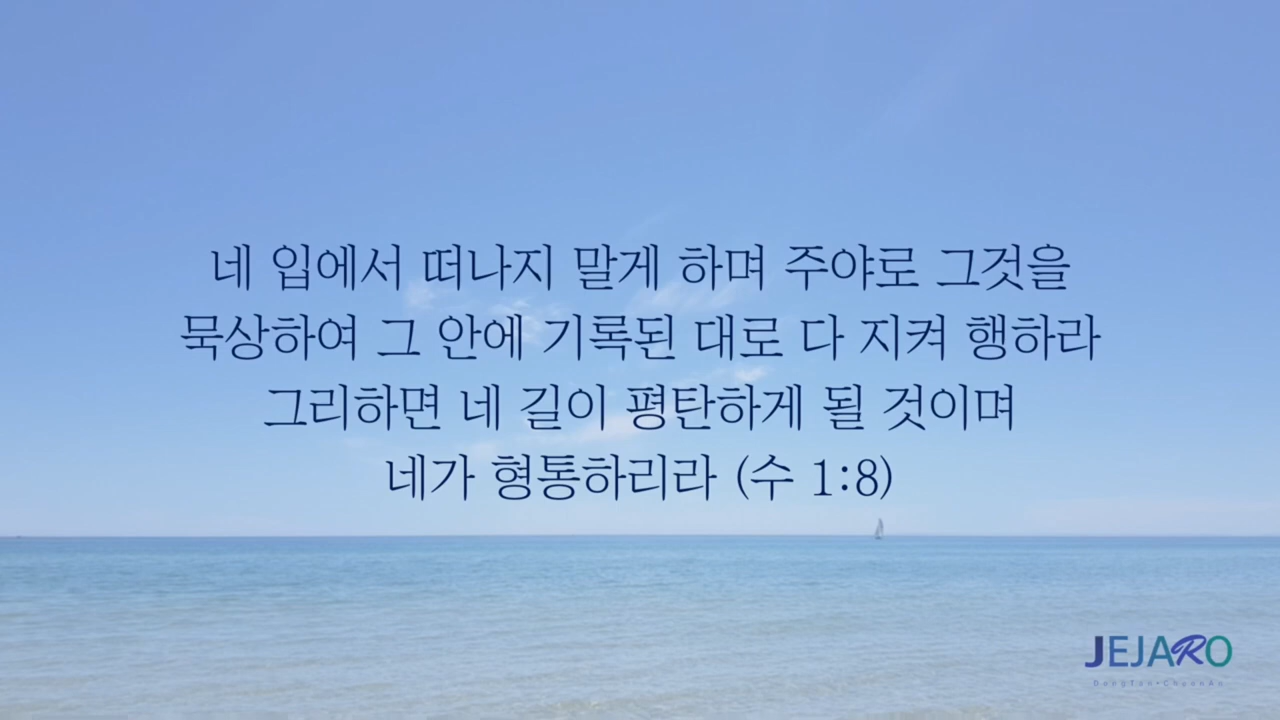 네 입에서 떠나지 말게 하며 주야로 그것을
묵상하여 그 안에 기록된 대로 다 지켜 행하라
그리하면 네 길이 평탄하게 될 것이며
네가 형통하리라 (수 1:8)
JEJARO
DongTan•CheonAn